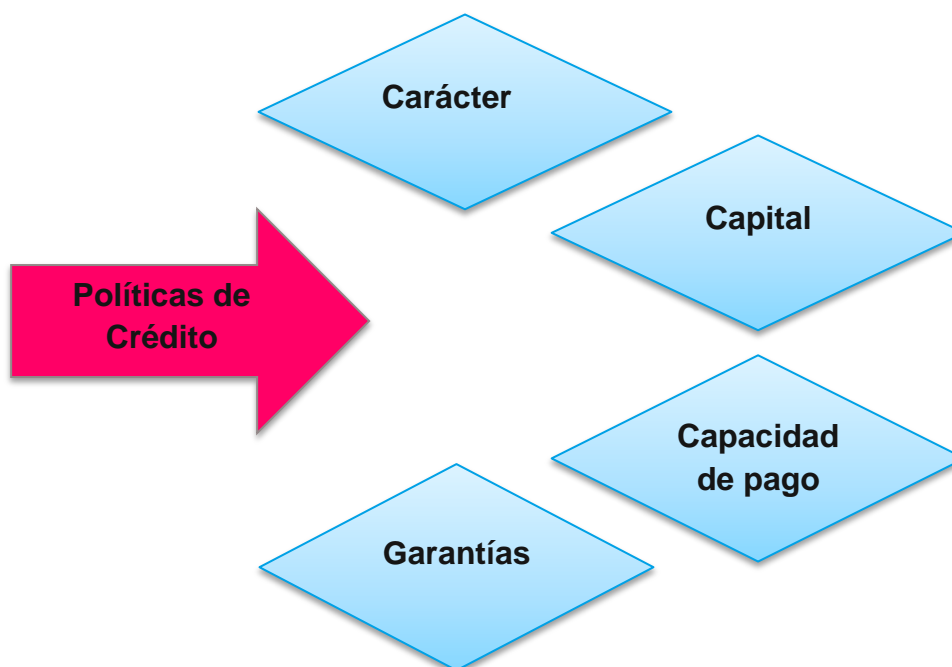 Carácter
Capital
Políticas de
Crédito
Capacidad
de pago
Garantías